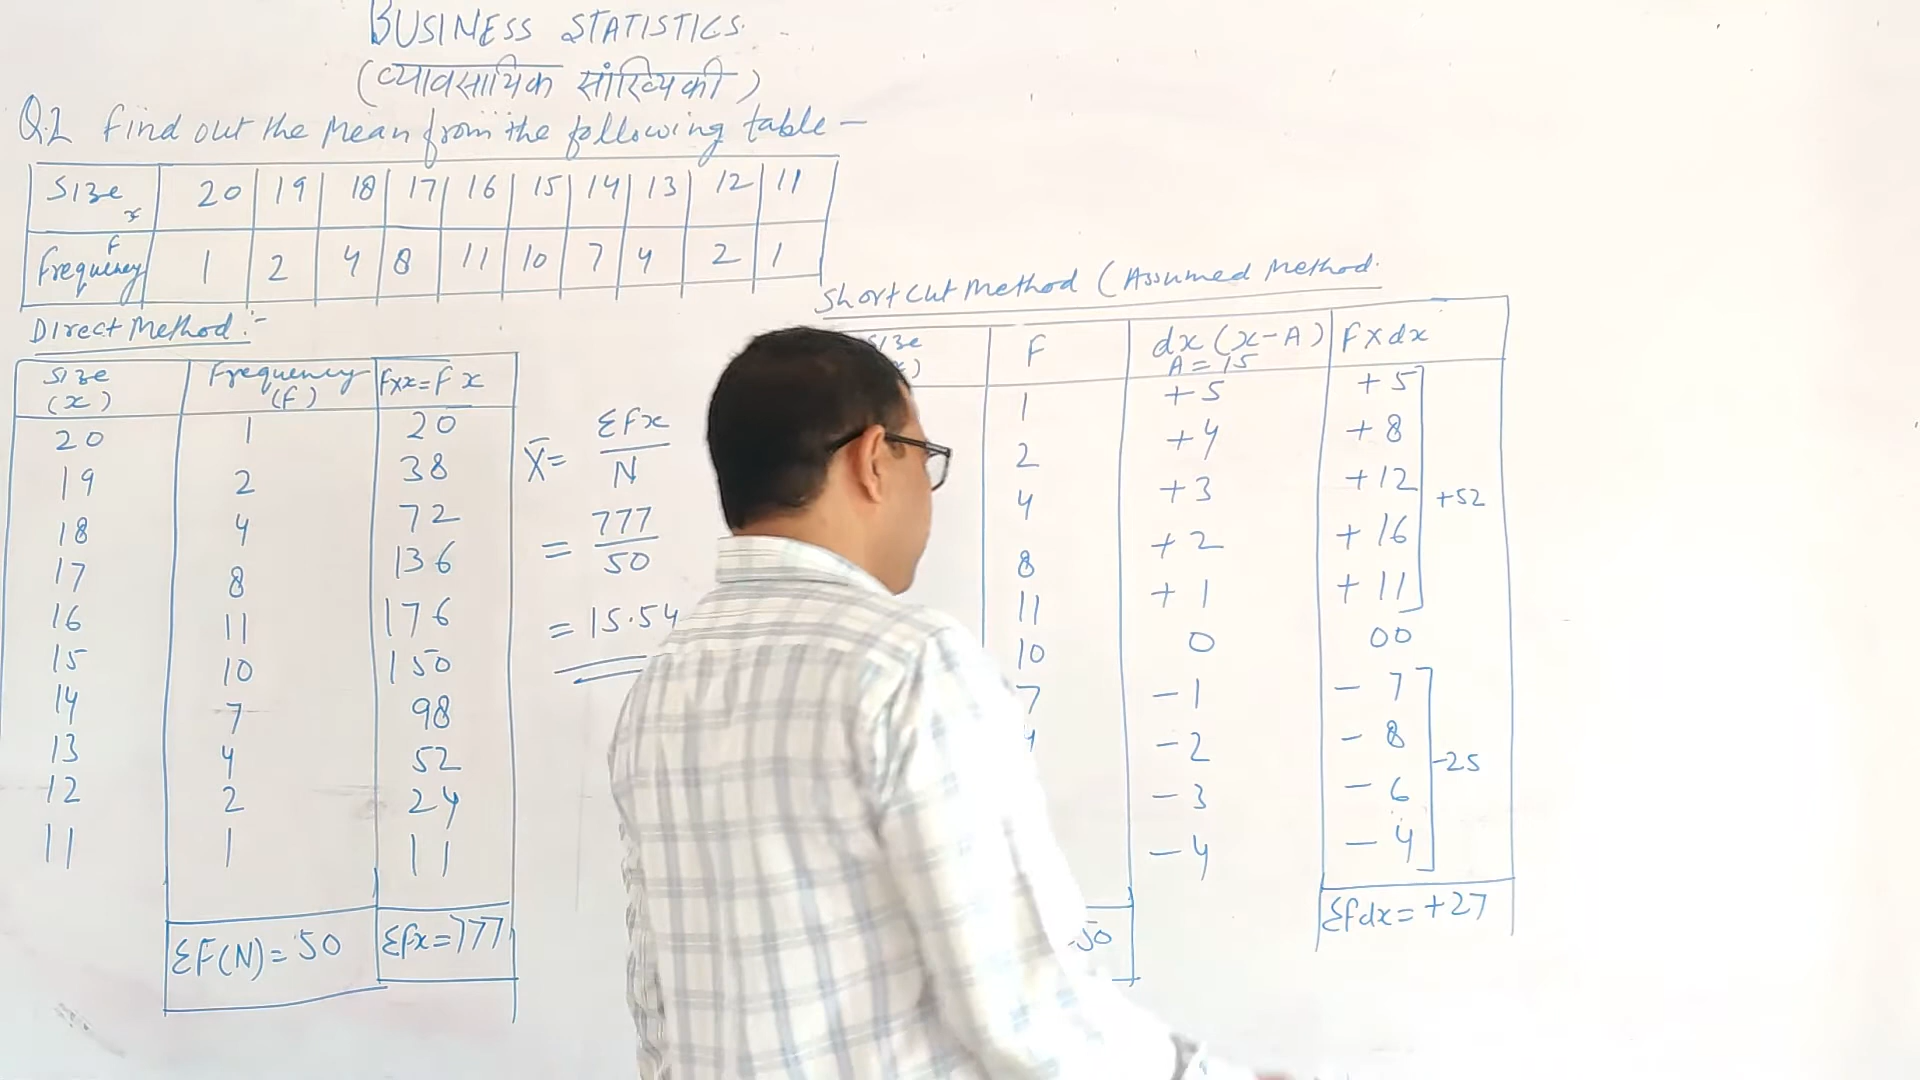 BUSINESS STATISTICS.
(व्यावसायिक सांख्यिकी)
Q.2 Find out the Mean from the following table -
Size x 20 19 18 17 16 15 14 13 12 11
Frequency F 1 2 4 8 11 10 7 4 2 1
Direct Method :-
Size (x) Frequency (F) Fxx=Fx
20 1 20
19 2 38
18 4 72
17 8 136
16 11 176
15 10 150
14 7 98
13 4 52
12 2 24
11 1 11
ΣF(N)=50 Σfx=777
X̄= ΣFx
N
= 777
50
= 15.54
Short cut Method (Assumed Method.
F dx (x-A) A=15 FXdx
1 +5 +5
2 +4 +8
4 +3 +12
8 +2 +16
11 +1 +11
+52
10 0 00
7 -1 -7
4 -2 -8
-3 -6
-4 -4
-25
50 Σfdx=+27